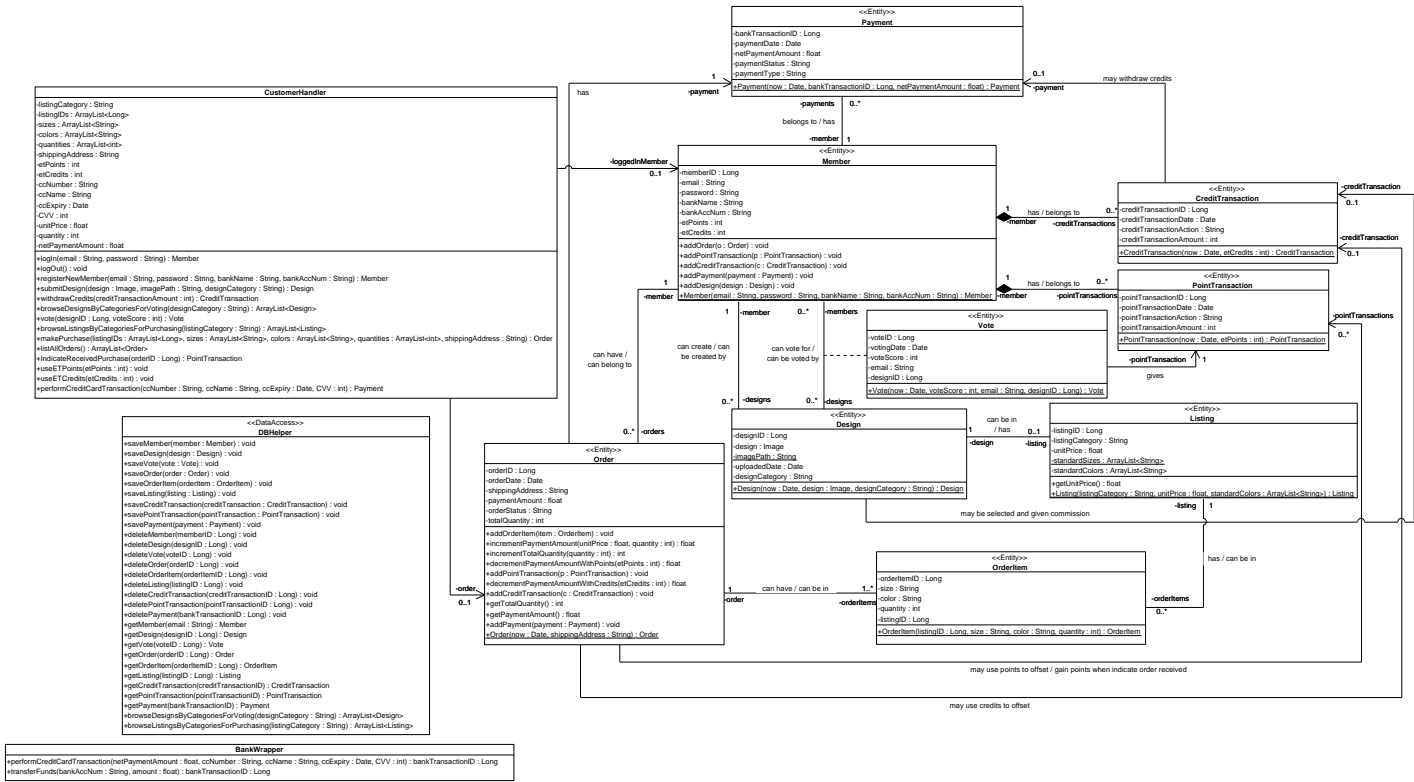 <<Entity>>
Payment
-bankTransactionID : Long
-paymentDate : Date
-netPaymentAmount : float
-paymentStatus : String
-paymentType : String
+Payment(now : Date, bankTransactionID : Long, netPaymentAmount : float) : Payment
1
-payment
has
0..1
-payment
may withdraw credits
-payments
0..*
belongs to / has
-member
1
CustomerHandler
-listingCategory : String
-listingIDs : ArrayList<Long>
-sizes : ArrayList<String>
-colors : ArrayList<String>
-quantities : ArrayList<int>
-shippingAddress : String
-etPoints : int
-etCredits : int
-ccNumber : String
-ccName : String
-ccExpiry : Date
-CVV : int
-unitPrice : float
-quantity : int
-netPaymentAmount : float
+logIn(email : String, password : String) : Member
+logOut() : void
+registerNewMember(email : String, password : String, bankName : String, bankAccNum : String) : Member
+submitDesign(design : Image, imagePath : String, designCategory : String) : Design
+withdrawCredits(creditTransactionAmount : int) : CreditTransaction
+browseDesignsByCategoriesForVoting(designCategory : String) : ArrayList<Design>
+vote(designID : Long, voteScore : int) : Vote
+browseListingsByCategoriesForPurchasing(listingCategory : String) : ArrayList<Listing>
+makePurchase(listingIDs : ArrayList<Long>, sizes : ArrayList<String>, colors : ArrayList<String>, quantities : ArrayList<int>, shippingAddress : String) : Order
+listAllOrders() : ArrayList<Order>
+IndicateReceivedPurchase(orderID : Long) : PointTransaction
+useETPoints(etPoints : int) : void
+useETCredits(etCredits : int) : void
+performCreditCardTransaction(ccNumber : String, ccName : String, ccExpiry : Date, CVV : int) : Payment
-loggedInMember
0..1
<<Entity>>
Member
-memberID : Long
-email : String
-password : String
-bankName : String
-bankAccNum : String
-etPoints : int
-etCredits : int
+addOrder(o : Order) : void
+addPointTransaction(p : PointTransaction) : void
+addCreditTransaction(c : CreditTransaction) : void
+addPayment(payment : Payment) : void
+addDesign(design : Design) : void
+Member(email : String, password : String, bankName : String, bankAccNum : String) : Member
1
-member
has / belongs to
0..*
-creditTransactions
<<Entity>>
CreditTransaction
-creditTransactionID : Long
-creditTransactionDate : Date
-creditTransactionAction : String
-creditTransactionAmount : int
+CreditTransaction(now : Date, etCredits : int) : CreditTransaction
-creditTransaction
0..1
-creditTransaction
0..1
1
-member
has / belongs to
0..*
-pointTransactions
<<Entity>>
PointTransaction
-pointTransactionID : Long
-pointTransactionDate : Date
-pointTransactionAction : String
-pointTransactionAmount : int
+PointTransaction(now : Date, etPoints : int) : PointTransaction
-pointTransactions
0..*
-pointTransaction
1
gives
<<Entity>>
Vote
-voteID : Long
-votingDate : Date
-voteScore : int
-email : String
-designID : Long
+Vote(now : Date, voteScore : int, email : String, designID : Long) : Vote
1
-member
can have /
can belong to
0..*
-orders
1
-member
can create / can
be created by
0..*
-designs
0..*
-members
can vote for /
can be voted by
0..*
-designs
<<Entity>>
Design
-designID : Long
-design : Image
-imagePath : String
-uploadedDate : Date
-designCategory : String
+Design(now : Date, design : Image, designCategory : String) : Design
1
-design
can be in
/ has
0..1
-listing
<<Entity>>
Listing
-listingID : Long
-listingCategory : String
-unitPrice : float
-standardSizes : ArrayList<String>
-standardColors : ArrayList<String>
+getUnitPrice() : float
+Listing(listingCategory : String, unitPrice : float, standardColors : ArrayList<String>) : Listing
-listing
1
may be selected and given commission
has / can be in
-orderItems
0..*
<<DataAccess>>
DBHelper
+saveMember(member : Member) : void
+saveDesign(design : Design) : void
+saveVote(vote : Vote) : void
+saveOrder(order : Order) : void
+saveOrderItem(orderItem : OrderItem) : void
+saveListing(listing : Listing) : void
+saveCreditTransaction(creditTransaction : CreditTransaction) : void
+savePointTransaction(pointTransaction : PointTransaction) : void
+savePayment(payment : Payment) : void
+deleteMember(memberID : Long) : void
+deleteDesign(designID : Long) : void
+deleteVote(voteID : Long) : void
+deleteOrder(orderID : Long) : void
+deleteOrderItem(orderItemID : Long) : void
+deleteListing(listingID : Long) : void
+deleteCreditTransaction(creditTransactionID : Long) : void
+deletePointTransaction(pointTransactionID : Long) : void
+deletePayment(bankTransactionID : Long) : void
+getMember(email : String) : Member
+getDesign(designID : Long) : Design
+getVote(voteID : Long) : Vote
+getOrder(orderID : Long) : Order
+getOrderItem(orderItemID : Long) : OrderItem
+getListing(listingID : Long) : Listing
+getCreditTransaction(creditTransactionID) : CreditTransaction
+getPointTransaction(pointTransactionID) : PointTransaction
+getPayment(bankTransactionID) : Payment
+browseDesignsByCategoriesForVoting(designCategory : String) : ArrayList<Design>
+browseListingsByCategoriesForPurchasing(listingCategory : String) : ArrayList<Listing>
-order
0..1
<<Entity>>
Order
-orderID : Long
-orderDate : Date
-shippingAddress : String
-paymentAmount : float
-orderStatus : String
-totalQuantity : int
+addOrderItem(item : OrderItem) : void
+incrementPaymentAmount(unitPrice : float, quantity : int) : float
+incrementTotalQuantity(quantity : int) : int
+decrementPaymentAmountWithPoints(etPoints : int) : float
+addPointTransaction(p : PointTransaction) : void
+decrementPaymentAmountWithCredits(etCredits : int) : float
+addCreditTransaction(c : CreditTransaction) : void
+getTotalQuantity() : int
+getPaymentAmount() : float
+addPayment(payment : Payment) : void
+Order(now : Date, shippingAddress : String) : Order
1
-order
can have / can be in
1..*
-orderItems
<<Entity>>
OrderItem
-orderItemID : Long
-size : String
-color : String
-quantity : int
-listingID : Long
+OrderItem(listingID : Long, size : String, color : String, quantity : int) : OrderItem
may use points to offset / gain points when indicate order received
may use credits to offset
BankWrapper
+performCreditCardTransaction(netPaymentAmount : float, ccNumber : String, ccName : String, ccExpiry : Date, CVV : int) : bankTransactionID : Long
+transferFunds(bankAccNum : String, amount : float) : bankTransactionID : Long